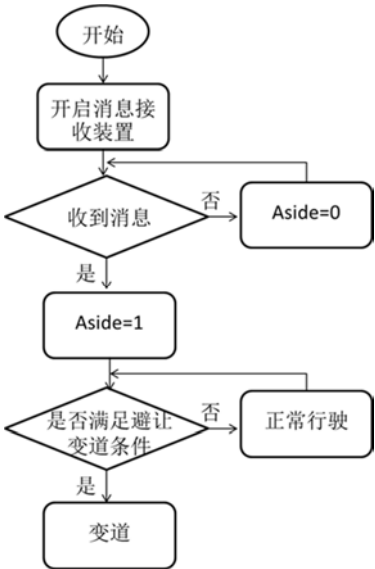 开始
开启消息接
收装置
收到消息
否
Aside=0
是
Aside=1
是否满足避让
变道条件
否
正常行驶
是
变道